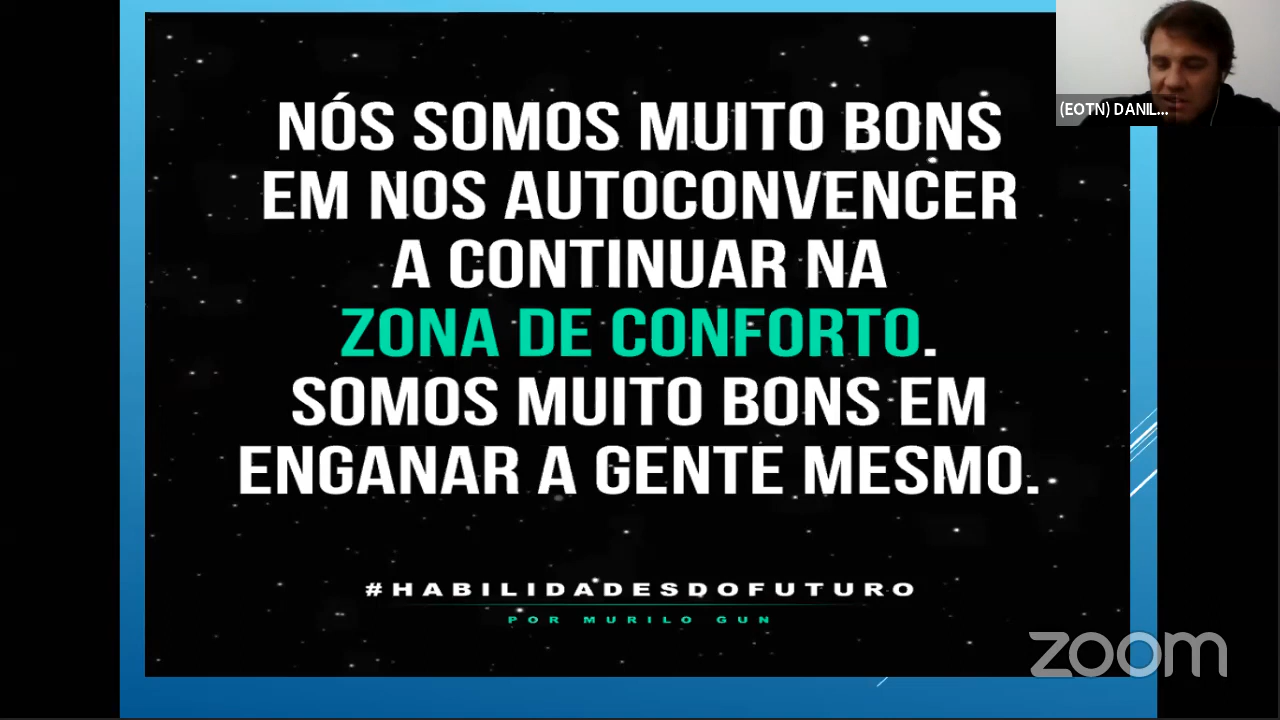 NÓS SOMOS MUITO BONS
EM NOS AUTOCONVENCER
A CONTINUAR NA
ZONA DE CONFORTO.
SOMOS MUITO BONS EM
ENGANAR A GENTE MESMO.
#HABILIDADESDOFUTURO
POR MURILO GUN
(EOTN) DANIL...
zoom